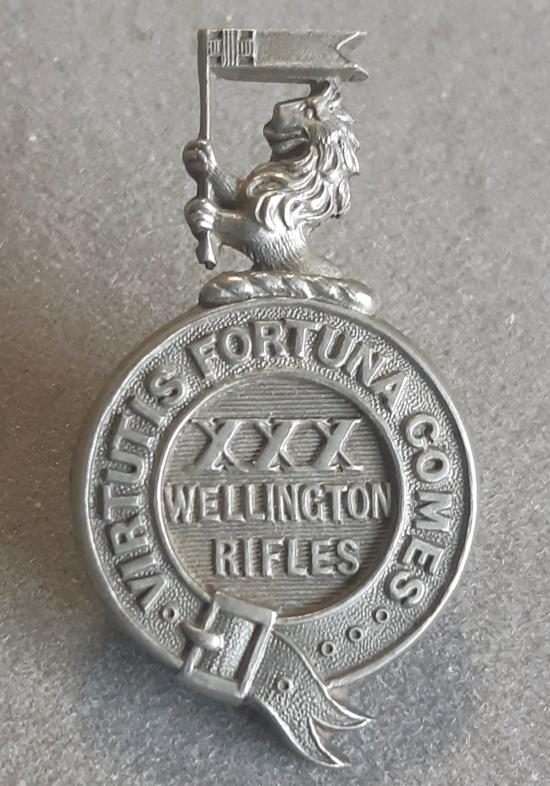 VIRTUTIS FORTUNA COMES
XXX
WELLINGTON
RIFLES